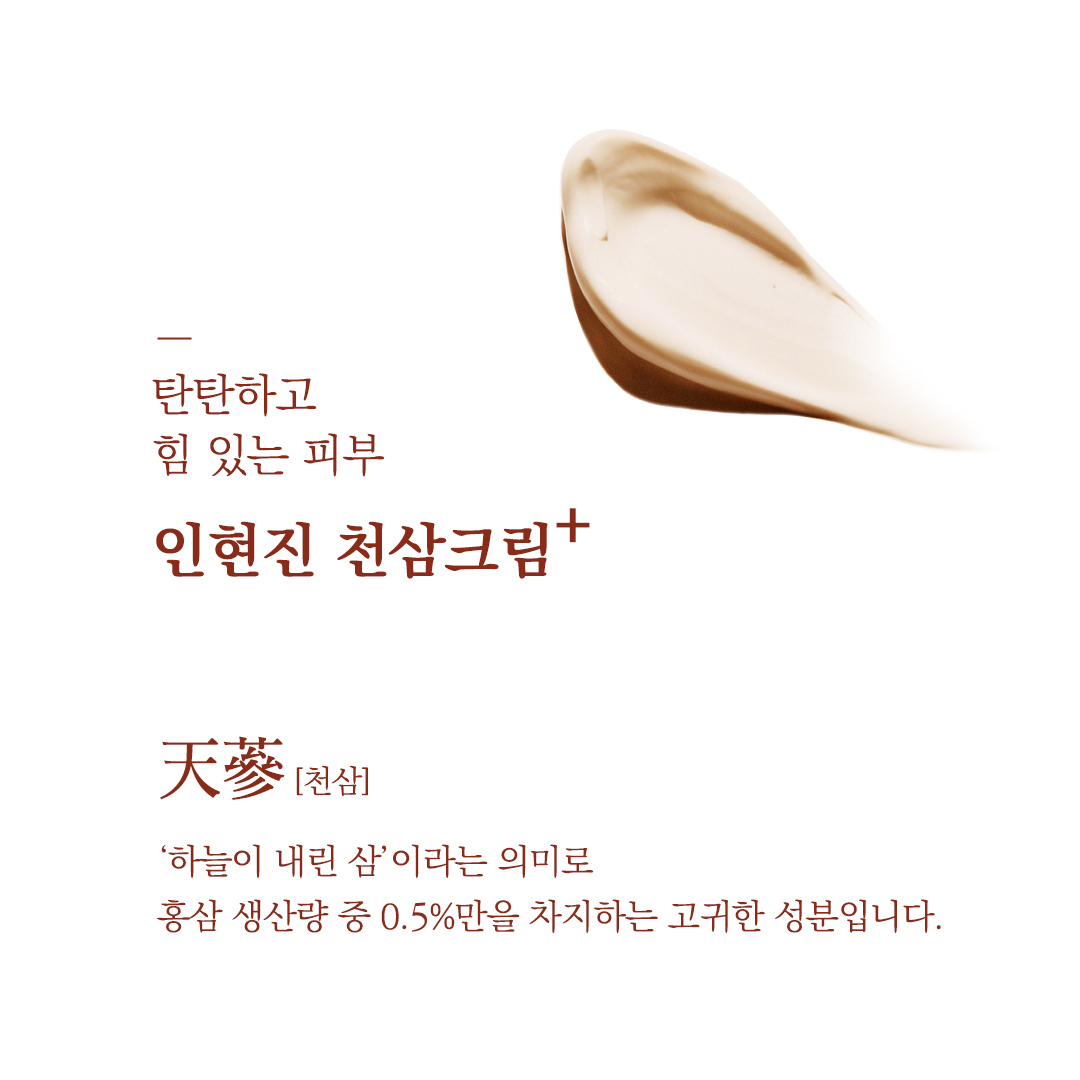 탄탄하고
힘 있는 피부
인현진 천삼크림+
天蔘 [천삼]
‘하늘이 내린 삼’이라는 의미로
홍삼 생산량 중 0.5%만을 차지하는 고귀한 성분입니다.